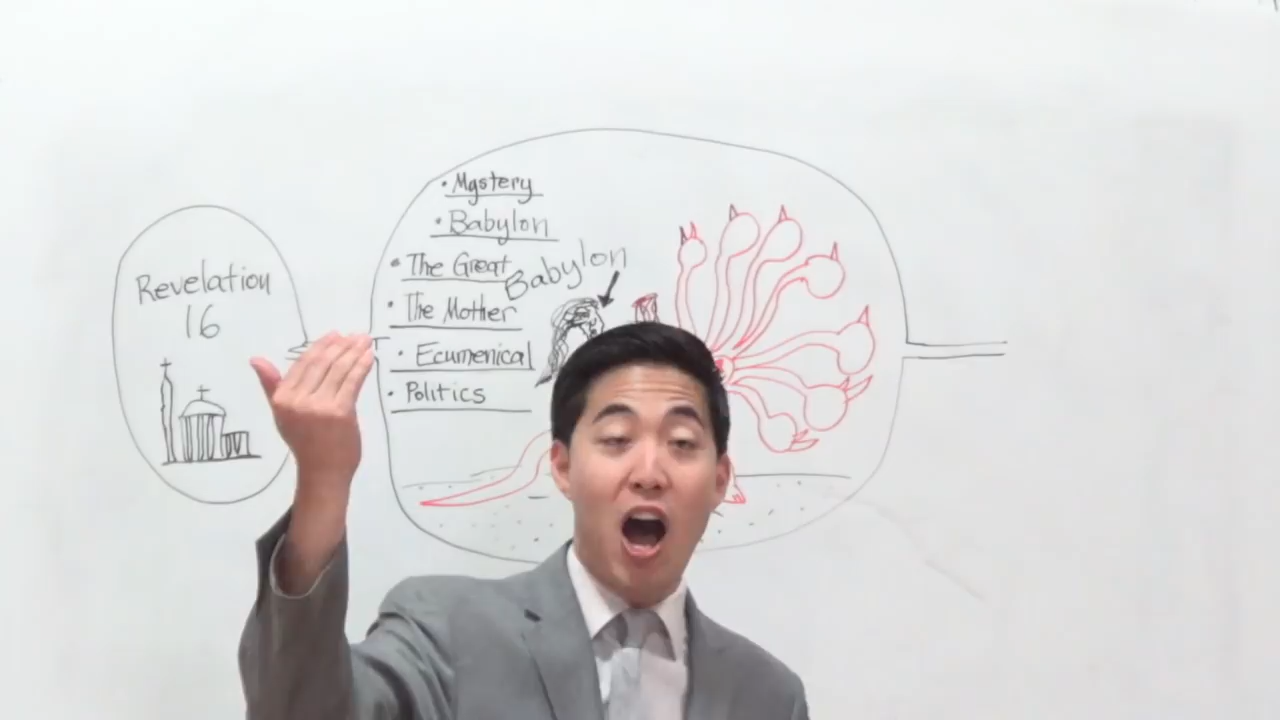 Revelation
16
• Mystery
• Babylon
• The Great
• The Mother
• Ecumenical
• Politics
Babylon